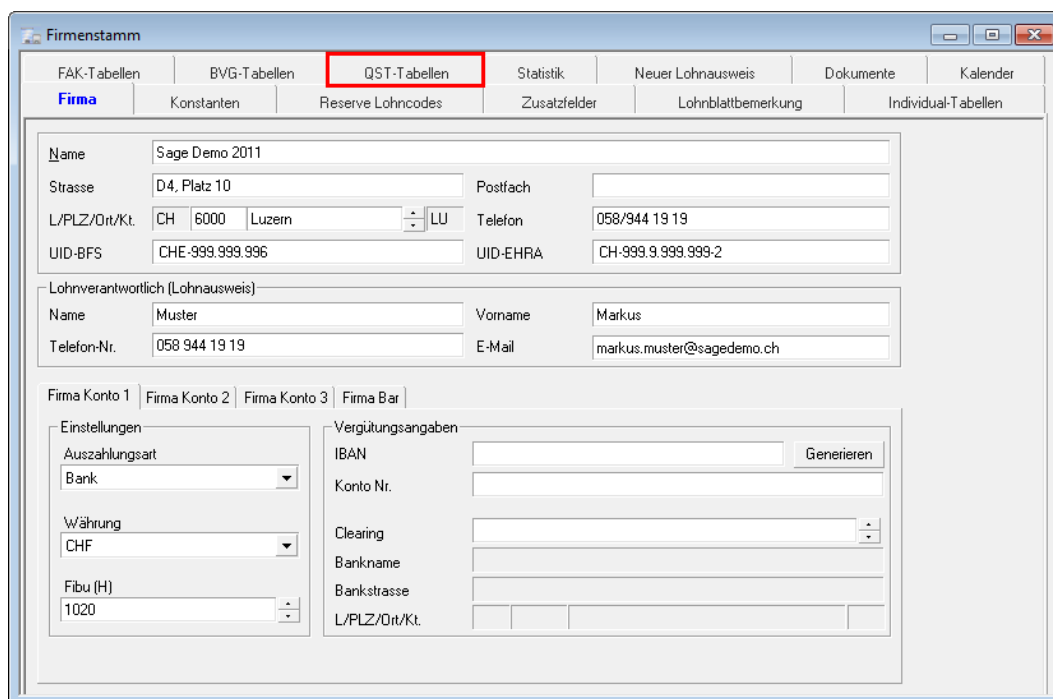 Firmenstamm
FAK-Tabellen BVG-Tabellen QST-Tabellen Statistik Neuer Lohnausweis Dokumente Kalender
Firma Konstanten Reserve Lohncodes Zusatzfelder Lohnblattbemerkung Individual-Tabellen
Name Sage Demo 2011
Strasse D4, Platz 10 Postfach
L/PLZ/Ort/Kt. CH 6000 Luzern LU Telefon 058/944 19 19
UID-BFS CHE-999.999.996 UID-EHRA CH-999.9.999.999-2
Lohnverantwortlich (Lohnausweis)
Name Muster Vorname Markus
Telefon-Nr. 058 944 19 19 E-Mail markus.muster@sagedemo.ch
Firma Konto 1 Firma Konto 2 Firma Konto 3 Firma Bar
Einstellungen Vergütungsangaben
Auszahlungsart IBAN Generieren
Bank Konto Nr.
Währung Clearing
CHF Bankname
Fibu (H) Bankstrasse
1020 L/PLZ/Ort/Kt.